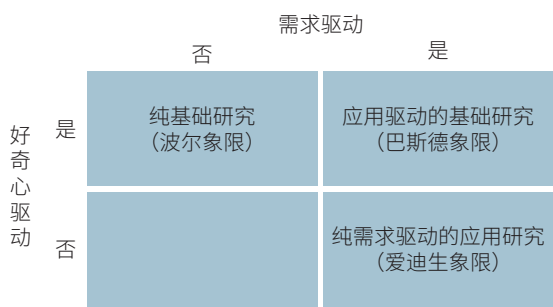 需求驱动
否
是
好奇心驱动
是
纯基础研究
（波尔象限）
应用驱动的基础研究
（巴斯德象限）
否
纯需求驱动的应用研究
（爱迪生象限）